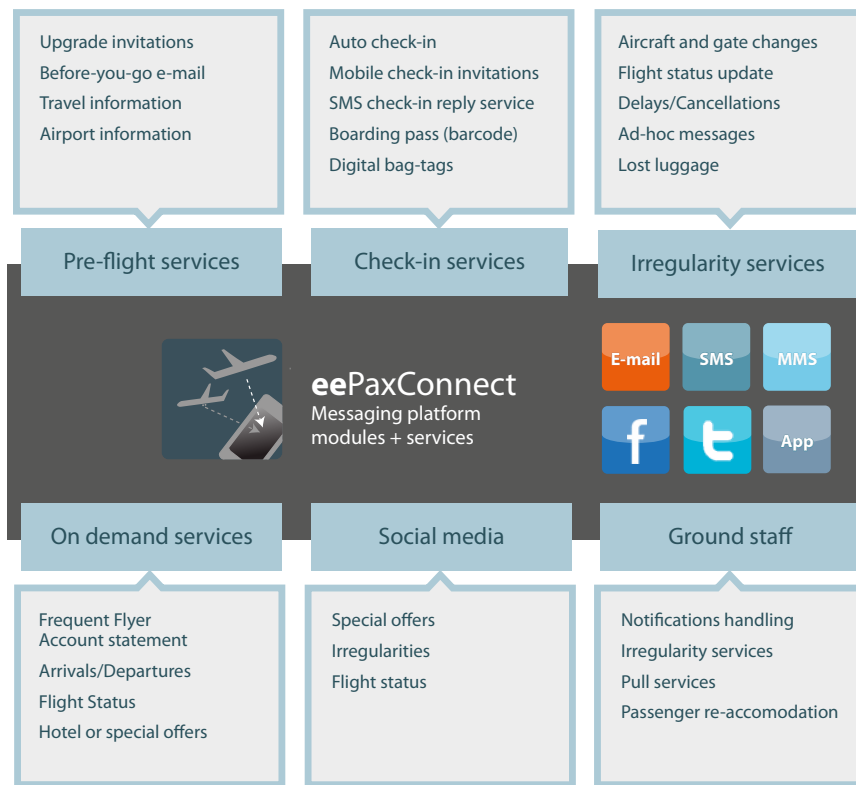 Upgrade invitations
Before-you-go e-mail
Travel information
Airport information
Auto check-in
Mobile check-in invitations
SMS check-in reply service
Boarding pass (barcode)
Digital bag-tags
Aircraft and gate changes
Flight status update
Delays/Cancellations
Ad-hoc messages
Lost luggage
Pre-flight services
Check-in services
Irregularity services
eePaxConnect
Messaging platform
modules + services
E-mail
SMS
MMS
f
t
App
On demand services
Social media
Ground staff
Frequent Flyer
Account statement
Arrivals/Departures
Flight Status
Hotel or special offers
Special offers
Irregularities
Flight status
Notifications handling
Irregularity services
Pull services
Passenger re-accomodation